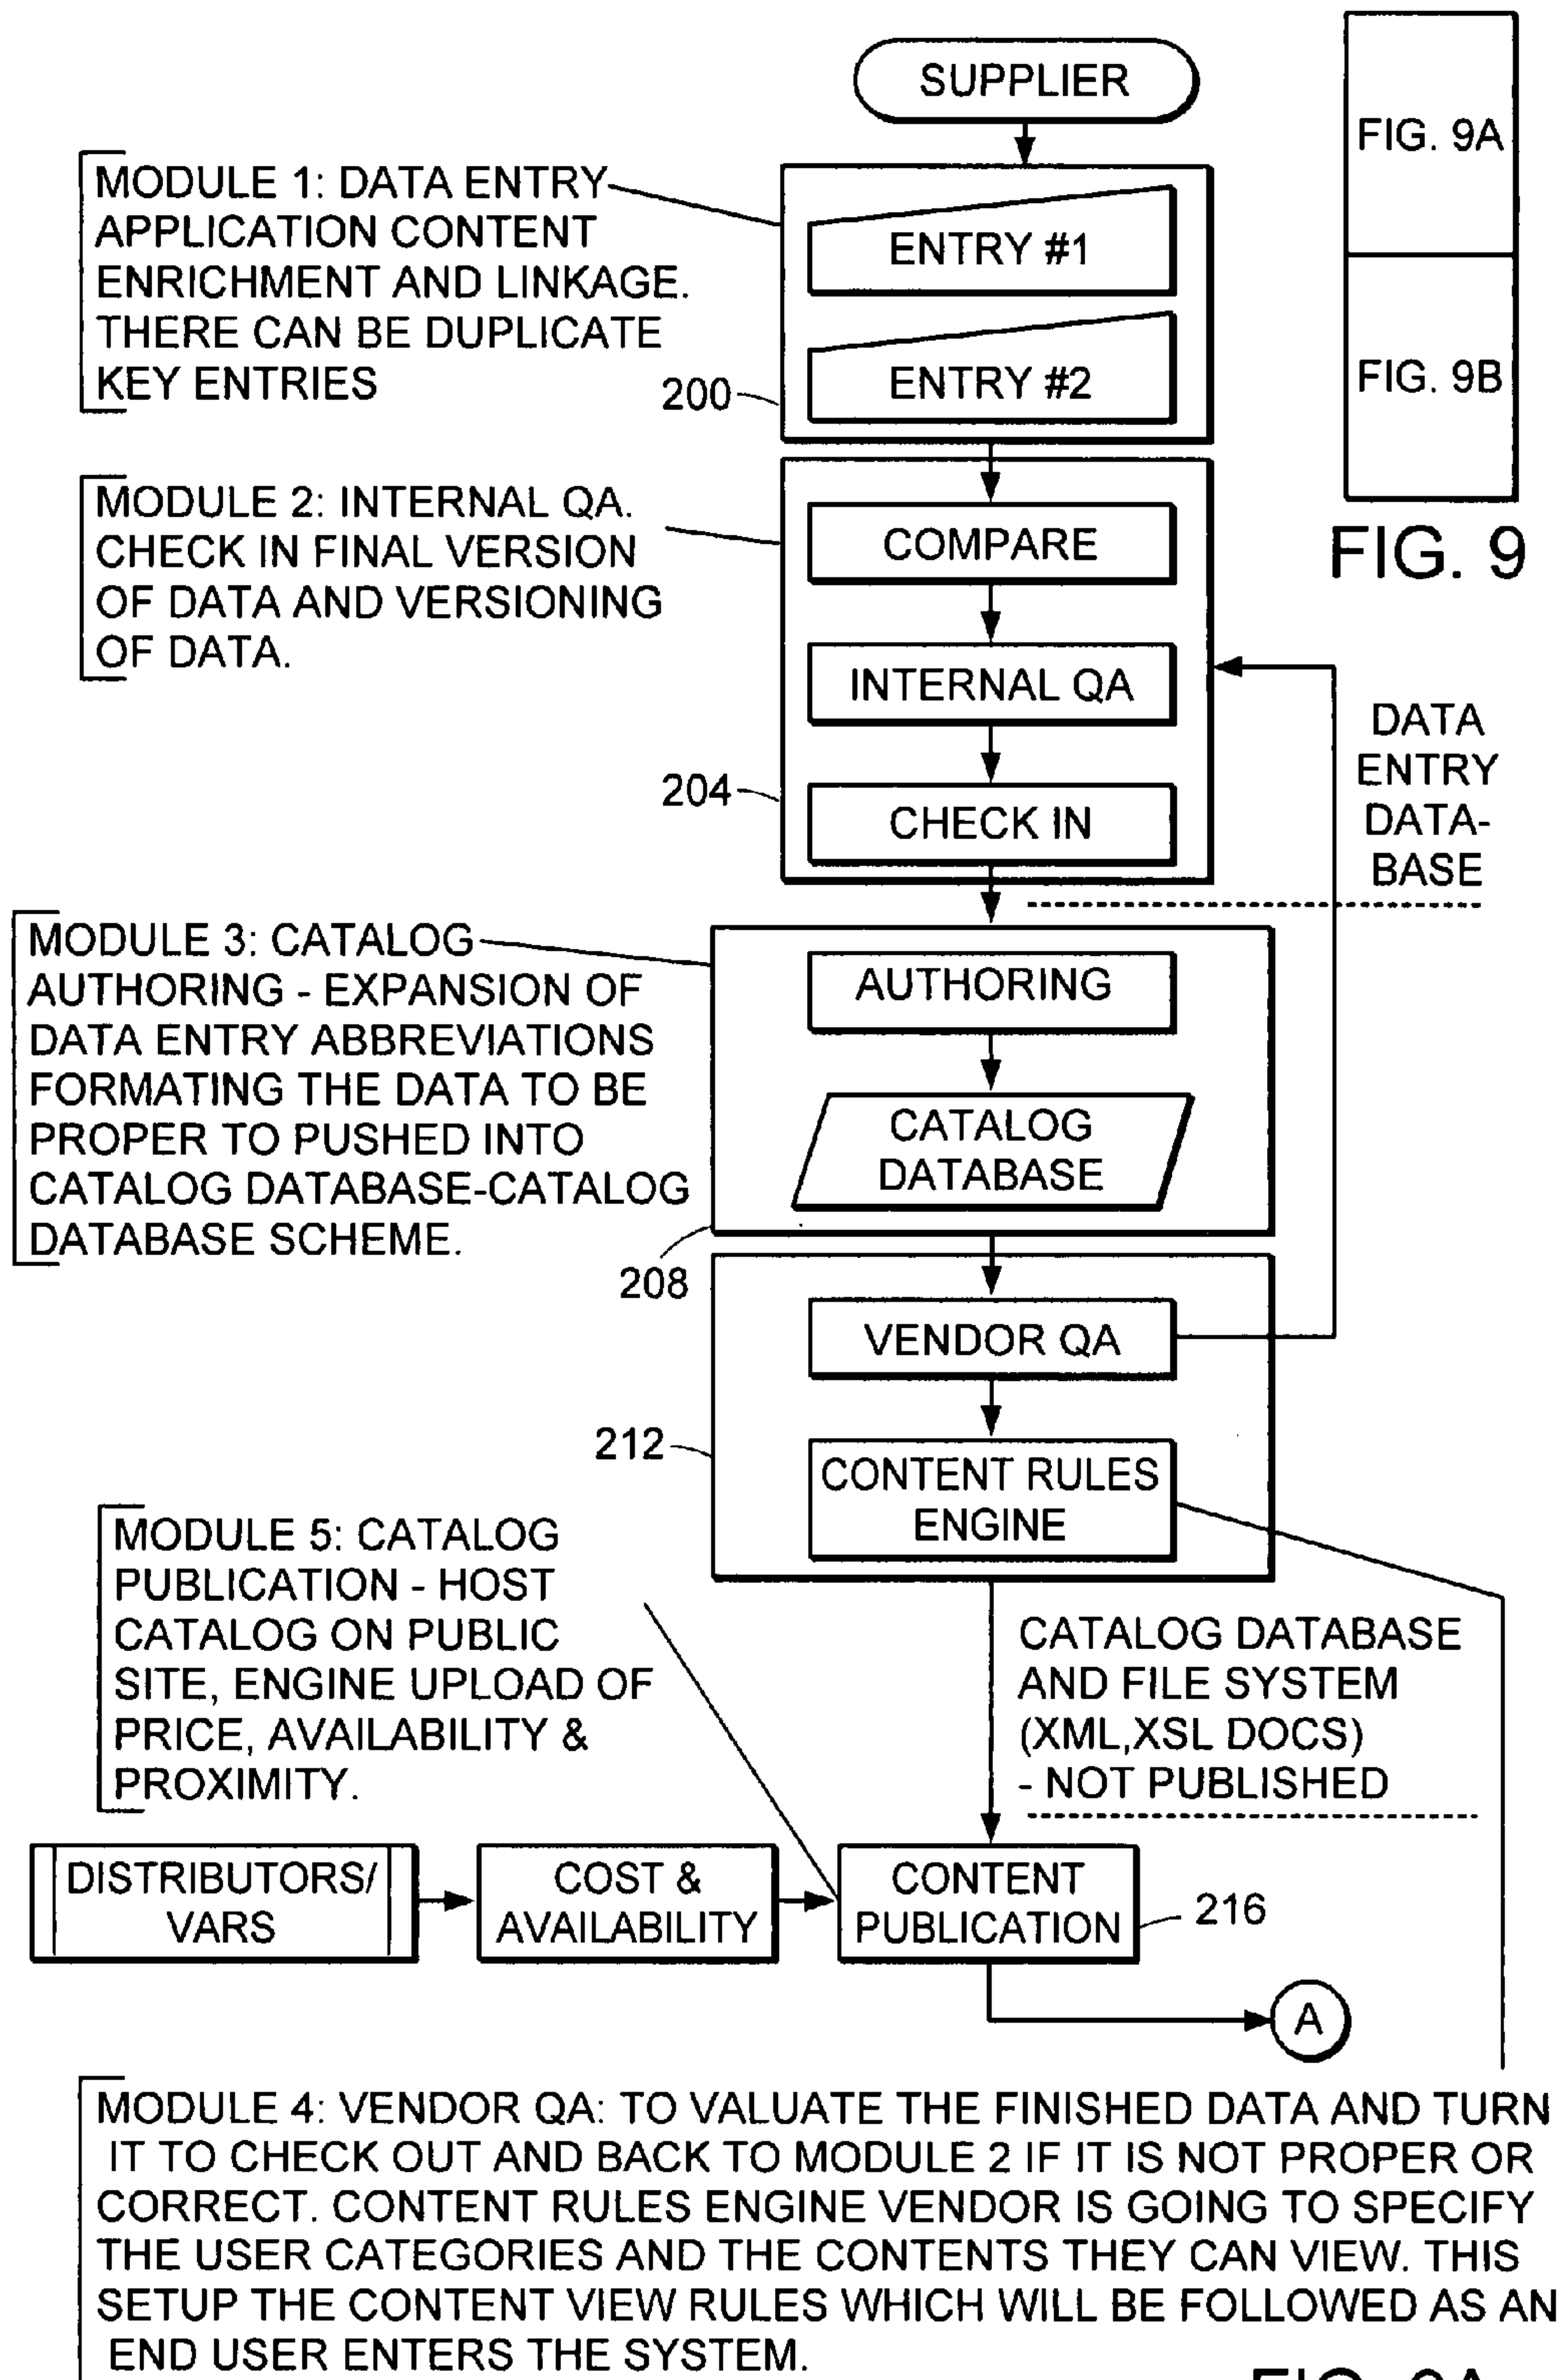 SUPPLIER
FIG. 9A
FIG. 9B
FIG. 9
MODULE 1: DATA ENTRY
APPLICATION CONTENT
ENRICHMENT AND LINKAGE.
THERE CAN BE DUPLICATE
KEY ENTRIES
ENTRY #1
ENTRY #2
200
MODULE 2: INTERNAL QA.
CHECK IN FINAL VERSION
OF DATA AND VERSIONING
OF DATA.
COMPARE
INTERNAL QA
CHECK IN
204
DATA
ENTRY
DATA-
BASE
MODULE 3: CATALOG
AUTHORING - EXPANSION OF
DATA ENTRY ABBREVIATIONS
FORMATING THE DATA TO BE
PROPER TO PUSHED INTO
CATALOG DATABASE-CATALOG
DATABASE SCHEME.
AUTHORING
CATALOG
DATABASE
208
VENDOR QA
CONTENT RULES
ENGINE
212
MODULE 5: CATALOG
PUBLICATION - HOST
CATALOG ON PUBLIC
SITE, ENGINE UPLOAD OF
PRICE, AVAILABILITY &
PROXIMITY.
CATALOG DATABASE
AND FILE SYSTEM
(XML,XSL DOCS)
- NOT PUBLISHED
DISTRIBUTORS/
VARS
COST &
AVAILABILITY
CONTENT
PUBLICATION
216
A
MODULE 4: VENDOR QA: TO VALUATE THE FINISHED DATA AND TURN
IT TO CHECK OUT AND BACK TO MODULE 2 IF IT IS NOT PROPER OR
CORRECT. CONTENT RULES ENGINE VENDOR IS GOING TO SPECIFY
THE USER CATEGORIES AND THE CONTENTS THEY CAN VIEW. THIS
SETUP THE CONTENT VIEW RULES WHICH WILL BE FOLLOWED AS AN
END USER ENTERS THE SYSTEM.